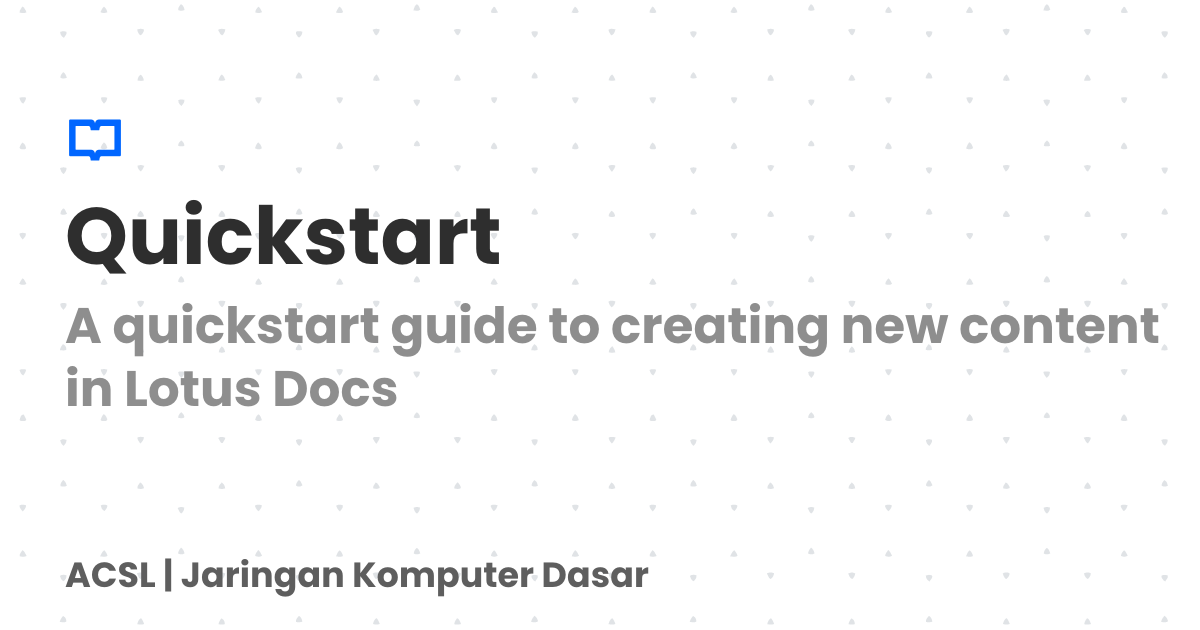 Quickstart
A quickstart guide to creating new content
in Lotus Docs
ACSL | Jaringan Komputer Dasar